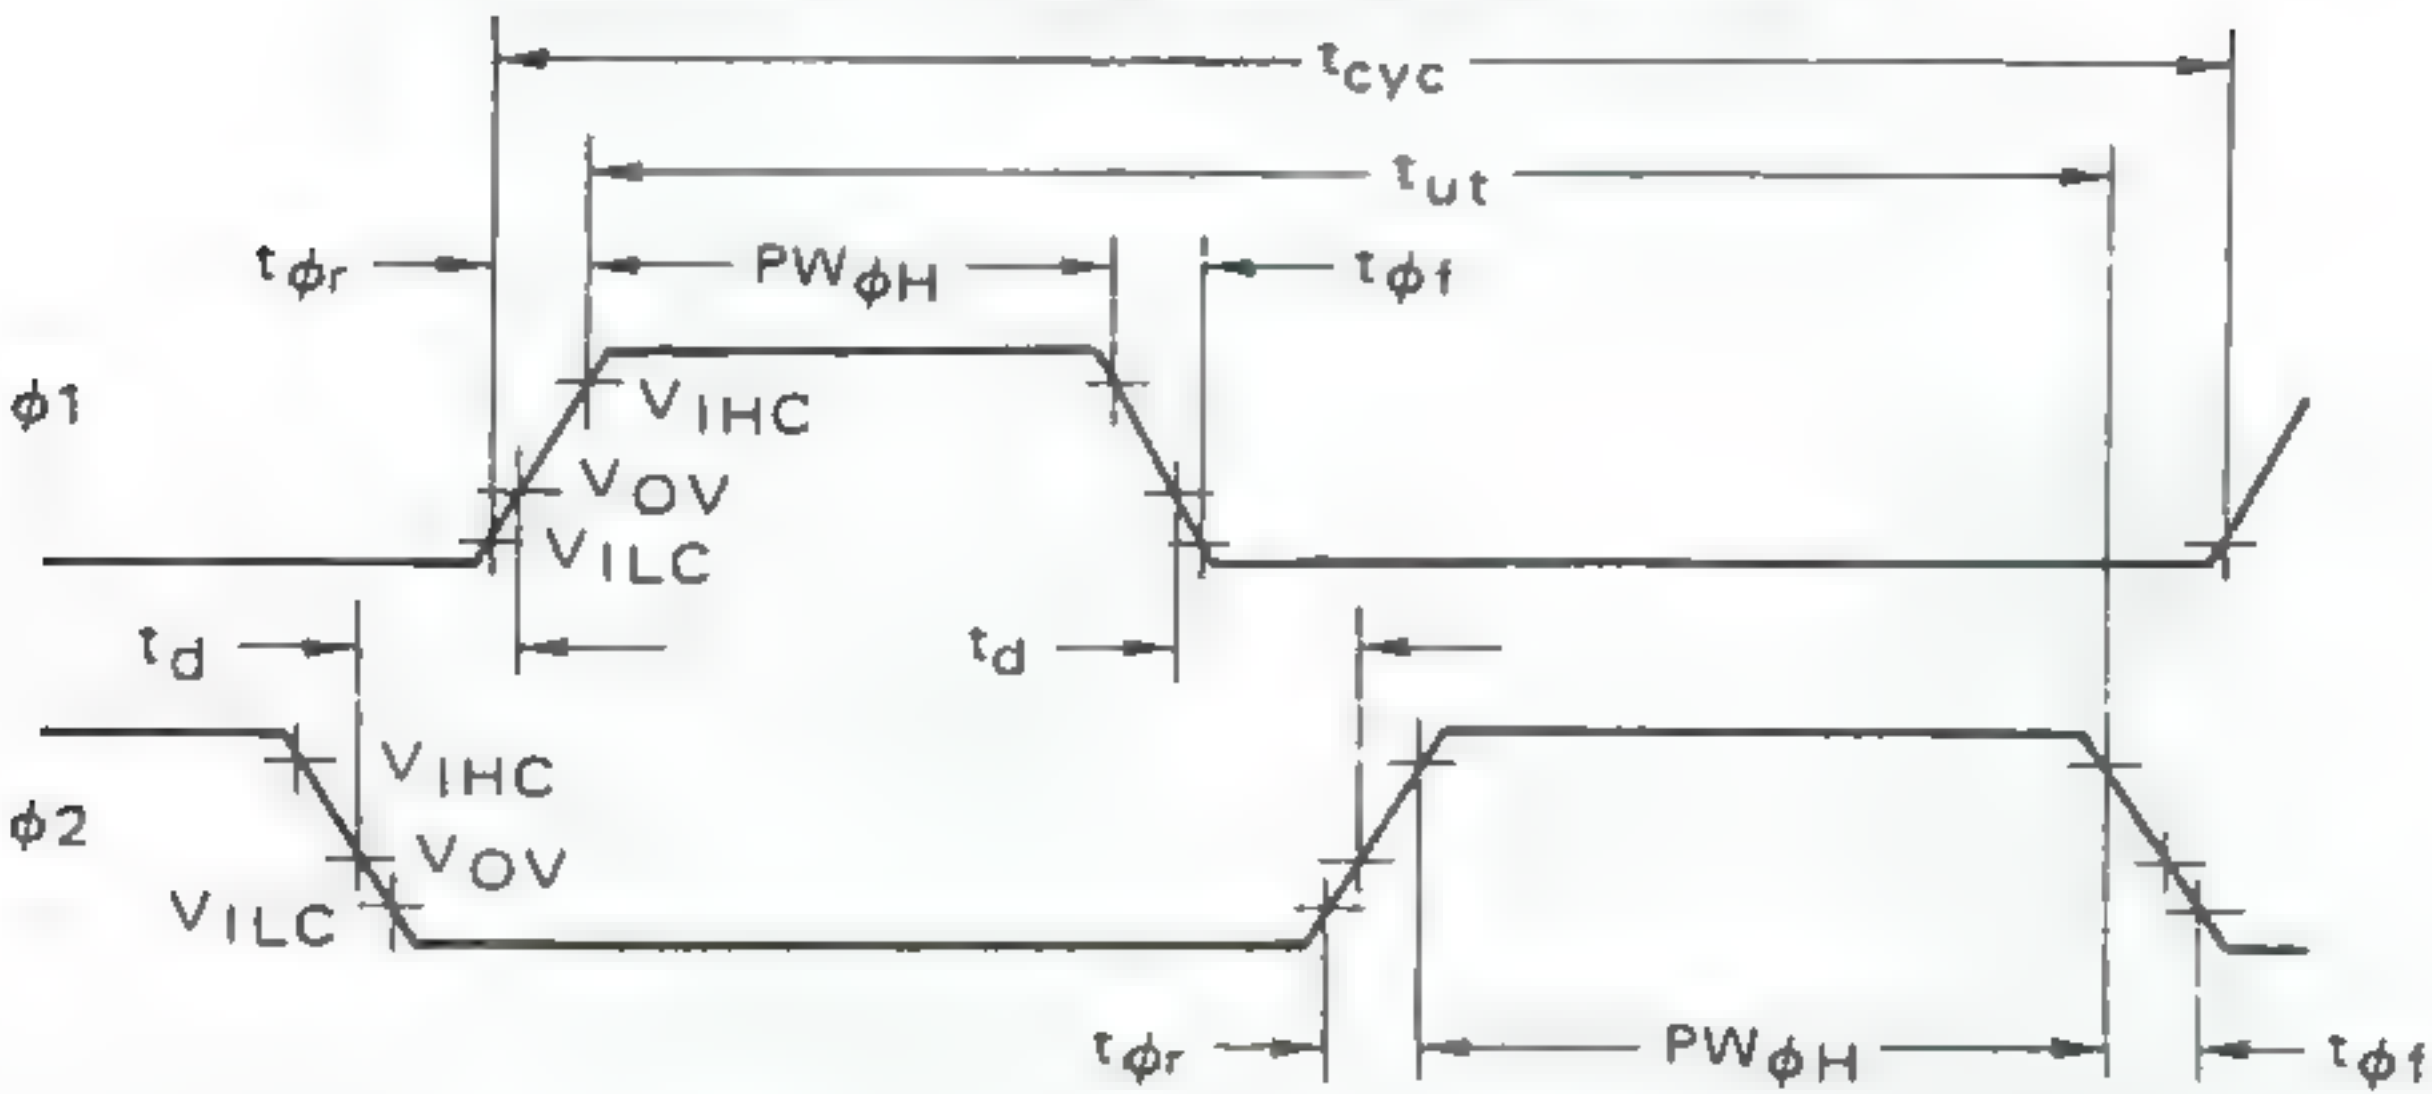 tcyc
tut
tϕr PWϕH tϕf
ϕ1
VIHC
VOV
VILC
td td
VIHC
ϕ2
VOV
VILC
tϕr PWϕH tϕf